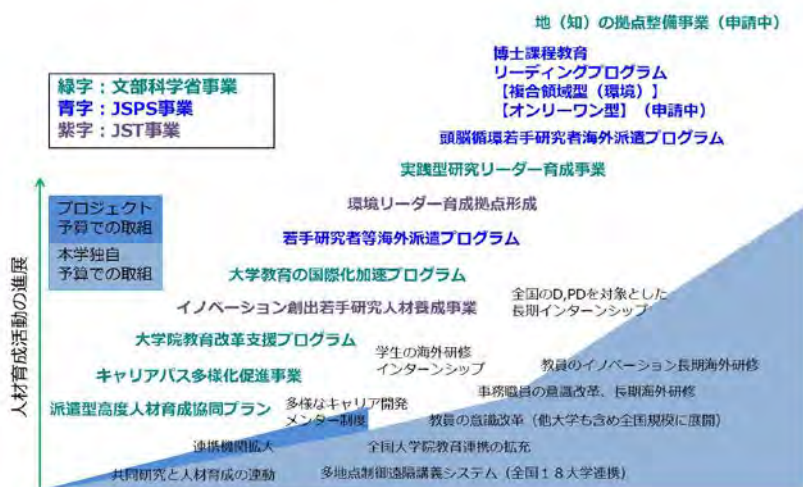 地（知）の拠点整備事業（申請中）
博士課程教育
リーディングプログラム
【複合領域型（環境）】
【オンリーワン型】（申請中）
緑字：文部科学省事業
青字：JSPS事業
紫字：JST事業
頭脳循環若手研究者海外派遣プログラム
実践型研究リーダー育成事業
プロジェクト
予算での取組
本学独自
予算での取組
環境リーダー育成拠点形成
若手研究者等海外派遣プログラム
大学教育の国際化加速プログラム
イノベーション創出若手研究人材養成事業
全国のD,PDを対象とした
長期インターンシップ
大学院教育改革支援プログラム
学生の海外研修
インターンシップ
教員のイノベーション長期海外研修
キャリアパス多様化促進事業
事務職員の意識改革、長期海外研修
派遣型高度人材育成協同プラン
多様なキャリア開発
メンター制度
教員の意識改革（他大学も含め全国規模に展開）
連携機関拡大
全国大学院教育連携の拡充
共同研究と人材育成の連動
多地点制御遠隔講義システム（全国１８大学連携）
人材育成活動の進展